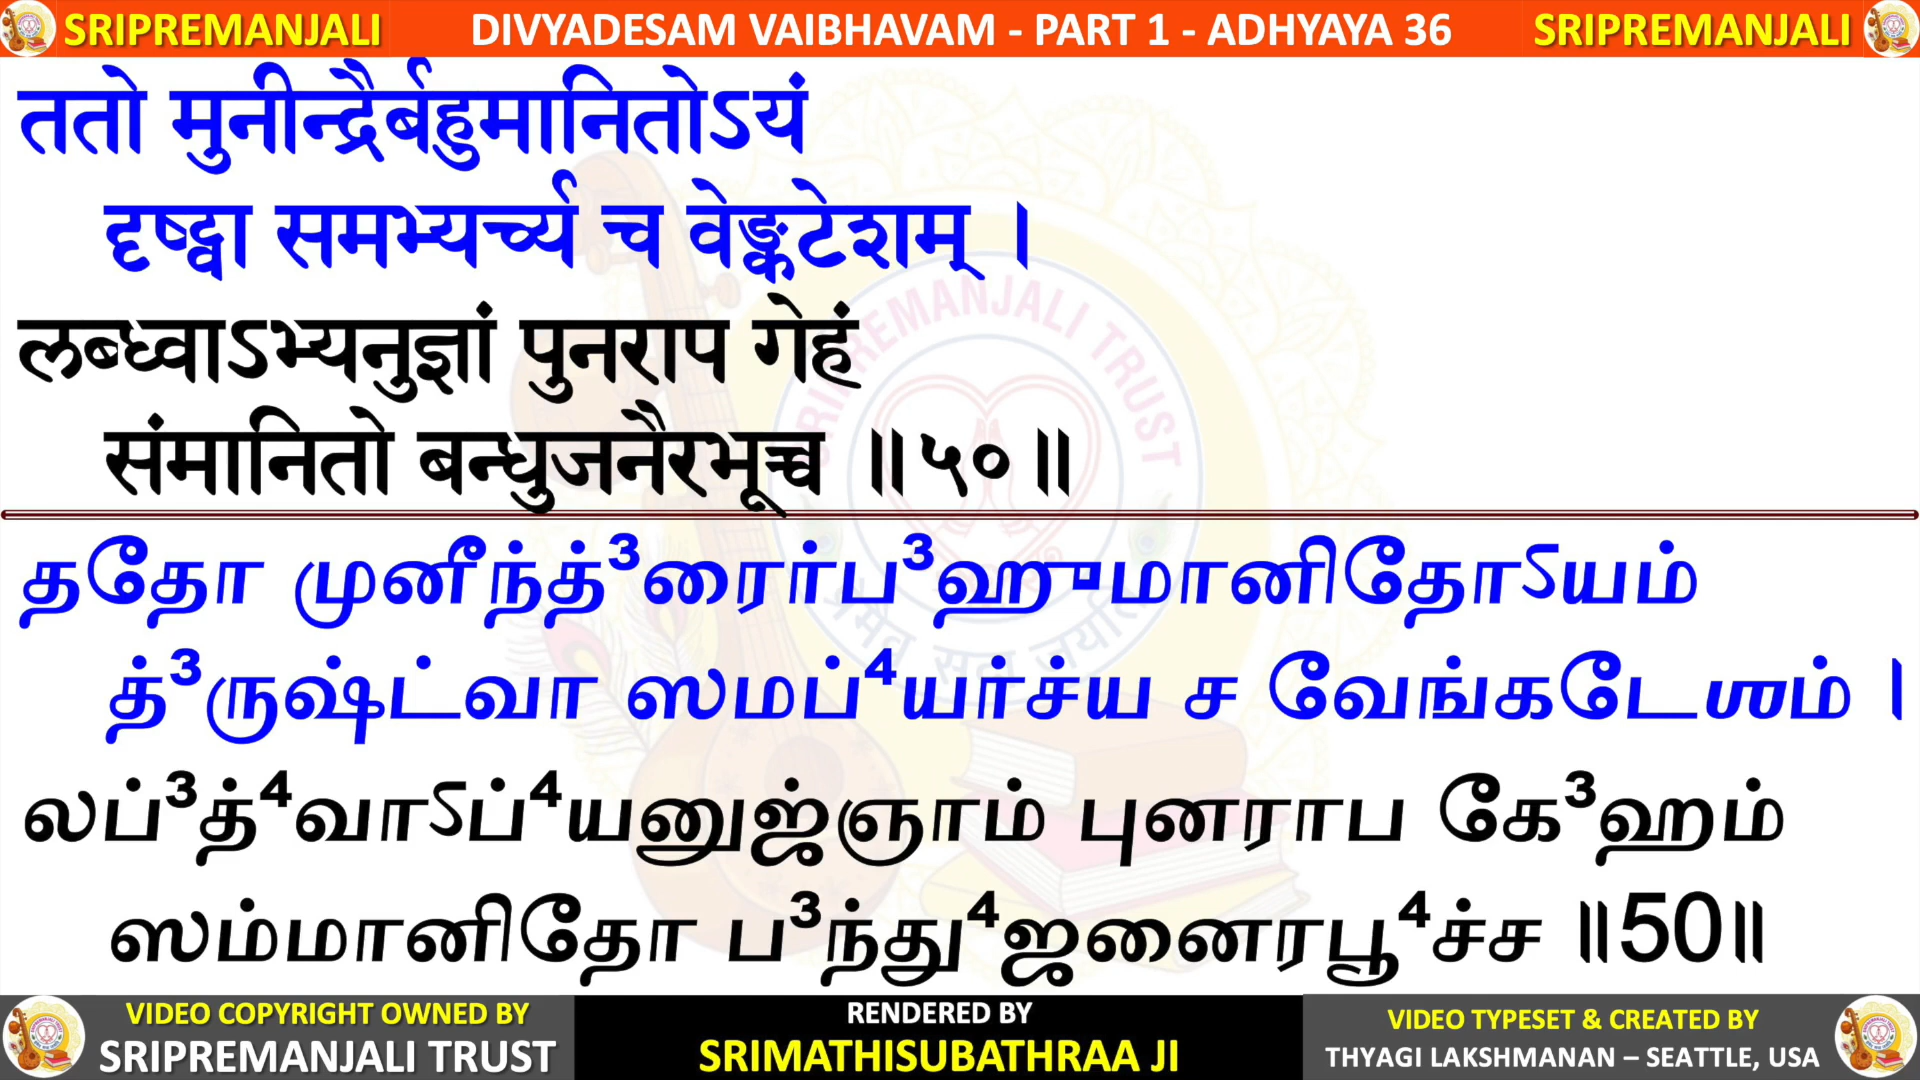 SRIPREMANJALI DIVYADESAM VAIBHAVAM - PART 1 - ADHYAYA 36 SRIPREMANJALI
ततो मुनीन्द्रैर्बहुमानितोऽयं
दृष्ट्वा समभ्यर्च्य च वेङ्कटेशम् ।
लब्ध्वाऽभ्यनुज्ञां पुनराप गेहं
संमानितो बन्धुजनैरभूच्च ॥५०॥
ததோ முனீந்த்³ரைர்ப³ஹுமானிதோऽயம்
த்³ருஷ்ட்வா ஸமப்⁴யர்ச்ய ச வேங்கடேஶம் ।
லப்³த்⁴வாऽப்⁴யனுஜ்ஞாம் புனராப கே³ஹம்
ஸம்மானிதோ ப³ந்து⁴ஜனைரபூ⁴ச்ச ॥50॥
VIDEO COPYRIGHT OWNED BY
SRIPREMANJALI TRUST
RENDERED BY
SRIMATHISUBATHRAA JI
VIDEO TYPESET & CREATED BY
THYAGI LAKSHMANAN – SEATTLE, USA